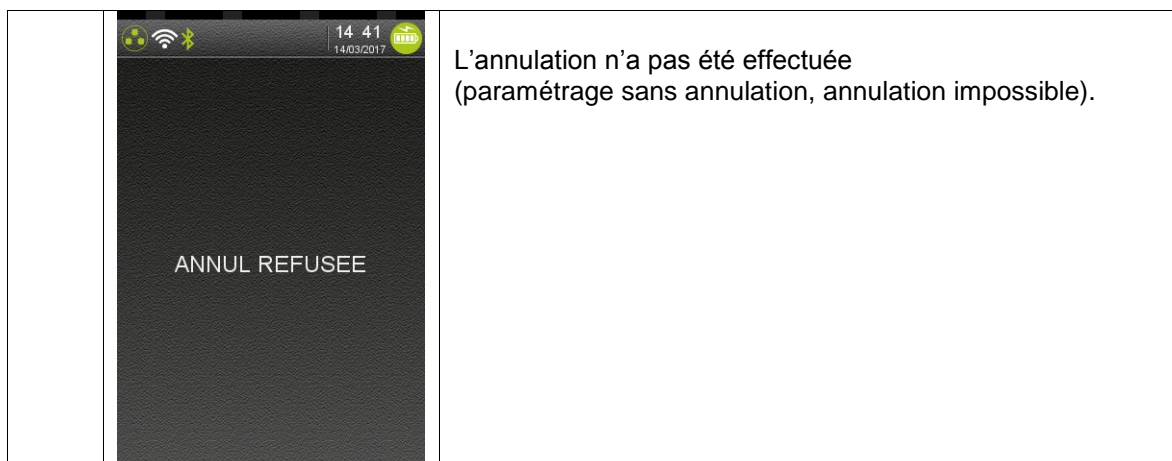 14 41
14/03/2017
L’annulation n’a pas été effectuée
(paramétrage sans annulation, annulation impossible).
ANNUL REFUSEE